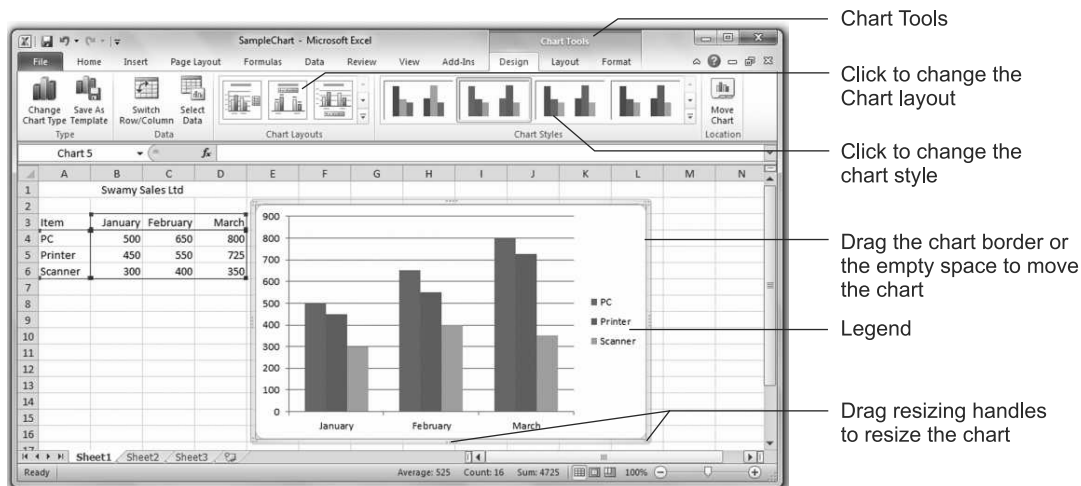 SampleChart - Microsoft Excel
Chart Tools
File Home Insert Page Layout Formulas Data Review View Add-Ins Design Layout Format
Change Chart Type
Save As Template
Switch Row/Column
Select Data
Move Chart
Type Data Chart Layouts Chart Styles Location
Chart 5 fx
A B C D E F G H I J K L M N
1 Swamy Sales Ltd
2
3 Item January February March
4 PC 500 650 800
5 Printer 450 550 725
6 Scanner 300 400 350
7
8
9
10
11
12
13
14
15
16
17
900
800
700
600
500
400
300
200
100
0
January February March
PC
Printer
Scanner
Sheet1 Sheet2 Sheet3
Ready Average: 525 Count: 16 Sum: 4725 100%
Chart Tools
Click to change the
Chart layout
Click to change the
chart style
Drag the chart border or
the empty space to move
the chart
Legend
Drag resizing handles
to resize the chart